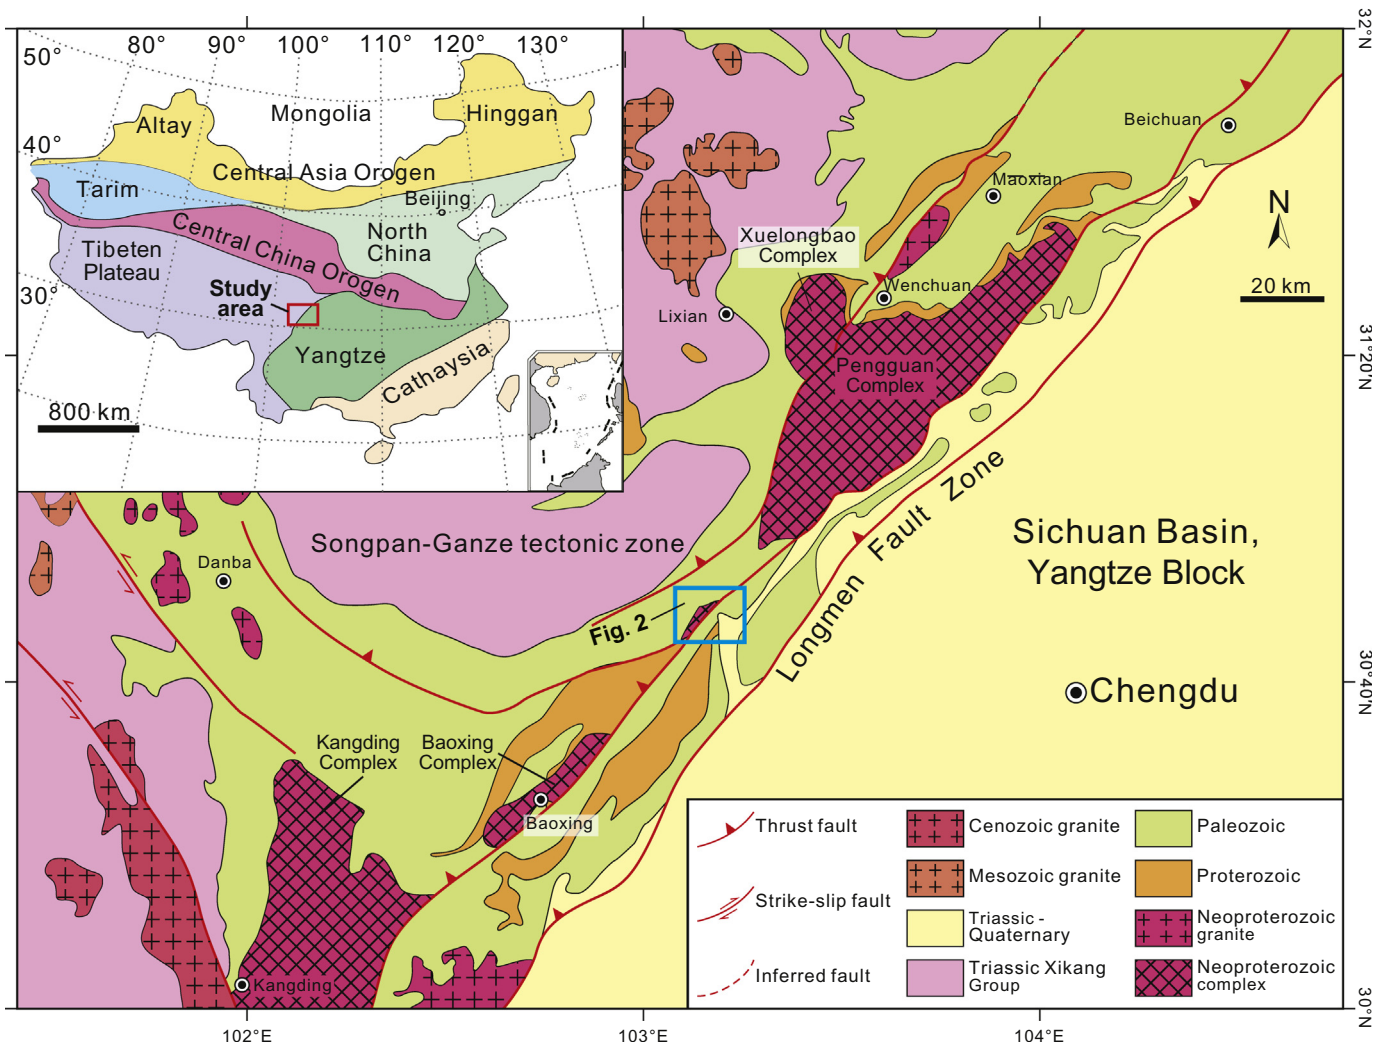 80°
90°
100°
110°
120°
130°
50°
40°
30°
Mongolia
Altay
Hinggan
Central Asia Orogen
Tarim
Beijing
North
China
Central China Orogen
Tibeten
Plateau
Study
area
Yangtze
Cathaysia
800 km
32°N
31°20'N
30°40'N
30°N
102°E
103°E
104°E
Beichuan
Maoxian
N
20 km
Xuelongbao
Complex
Wenchuan
Lixian
Pengguan
Complex
Songpan-Ganze tectonic zone
Danba
Longmen Fault Zone
Sichuan Basin,
Yangtze Block
Fig. 2
Chengdu
Kangding
Complex
Baoxing
Complex
Baoxing
Kangding
Thrust fault
Strike-slip fault
Inferred fault
Cenozoic granite
Mesozoic granite
Triassic -
Quaternary
Triassic Xikang
Group
Paleozoic
Proterozoic
Neoproterozoic
granite
Neoproterozoic
complex